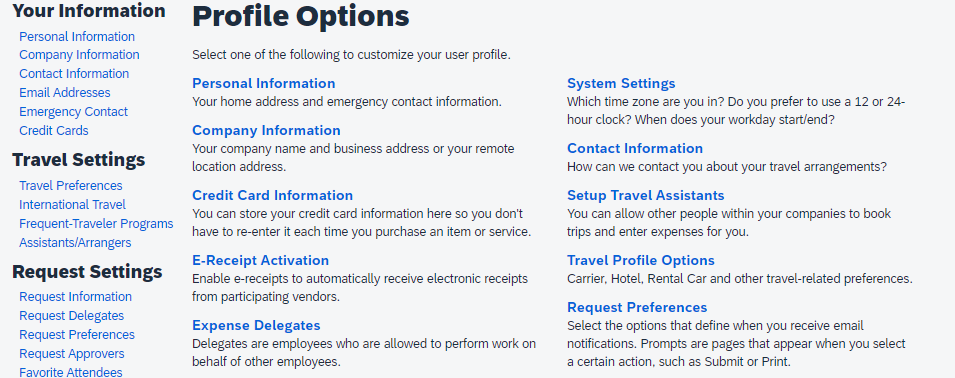 Your Information
Personal Information
Company Information
Contact Information
Email Addresses
Emergency Contact
Credit Cards
Travel Settings
Travel Preferences
International Travel
Frequent-Traveler Programs
Assistants/Arrangers
Request Settings
Request Information
Request Delegates
Request Preferences
Request Approvers
Favorite Attendees
Profile Options
Select one of the following to customize your user profile.
Personal Information
Your home address and emergency contact information.
Company Information
Your company name and business address or your remote
location address.
Credit Card Information
You can store your credit card information here so you don't
have to re-enter it each time you purchase an item or service.
E-Receipt Activation
Enable e-receipts to automatically receive electronic receipts
from participating vendors.
Expense Delegates
Delegates are employees who are allowed to perform work on
behalf of other employees.
System Settings
Which time zone are you in? Do you prefer to use a 12 or 24-
hour clock? When does your workday start/end?
Contact Information
How can we contact you about your travel arrangements?
Setup Travel Assistants
You can allow other people within your companies to book
trips and enter expenses for you.
Travel Profile Options
Carrier, Hotel, Rental Car and other travel-related preferences.
Request Preferences
Select the options that define when you receive email
notifications. Prompts are pages that appear when you select
a certain action, such as Submit or Print.